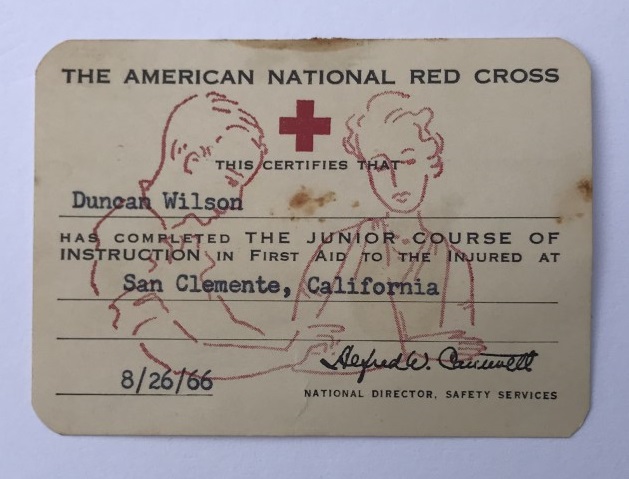 THE AMERICAN NATIONAL RED CROSS
THIS CERTIFIES THAT
Duncan Wilson
HAS COMPLETED THE JUNIOR COURSE OF
INSTRUCTION IN FIRST AID TO THE INJURED AT
San Clemente, California
Alfred W.
8/26/66
NATIONAL DIRECTOR, SAFETY SERVICES